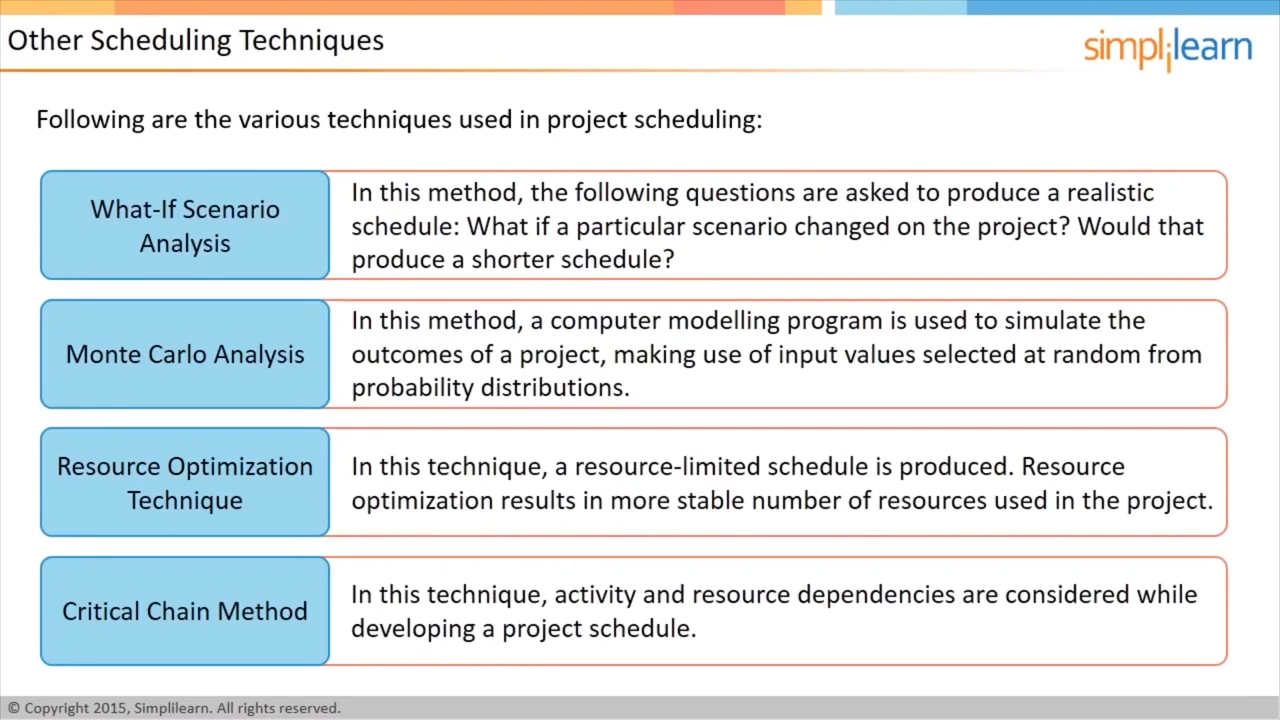 Other Scheduling Techniques
simplilearn
Following are the various techniques used in project scheduling:
What-If Scenario
Analysis
In this method, the following questions are asked to produce a realistic
schedule: What if a particular scenario changed on the project? Would that
produce a shorter schedule?
Monte Carlo Analysis
In this method, a computer modelling program is used to simulate the
outcomes of a project, making use of input values selected at random from
probability distributions.
Resource Optimization
Technique
In this technique, a resource-limited schedule is produced. Resource
optimization results in more stable number of resources used in the project.
Critical Chain Method
In this technique, activity and resource dependencies are considered while
developing a project schedule.
© Copyright 2015, Simplilearn. All rights reserved.